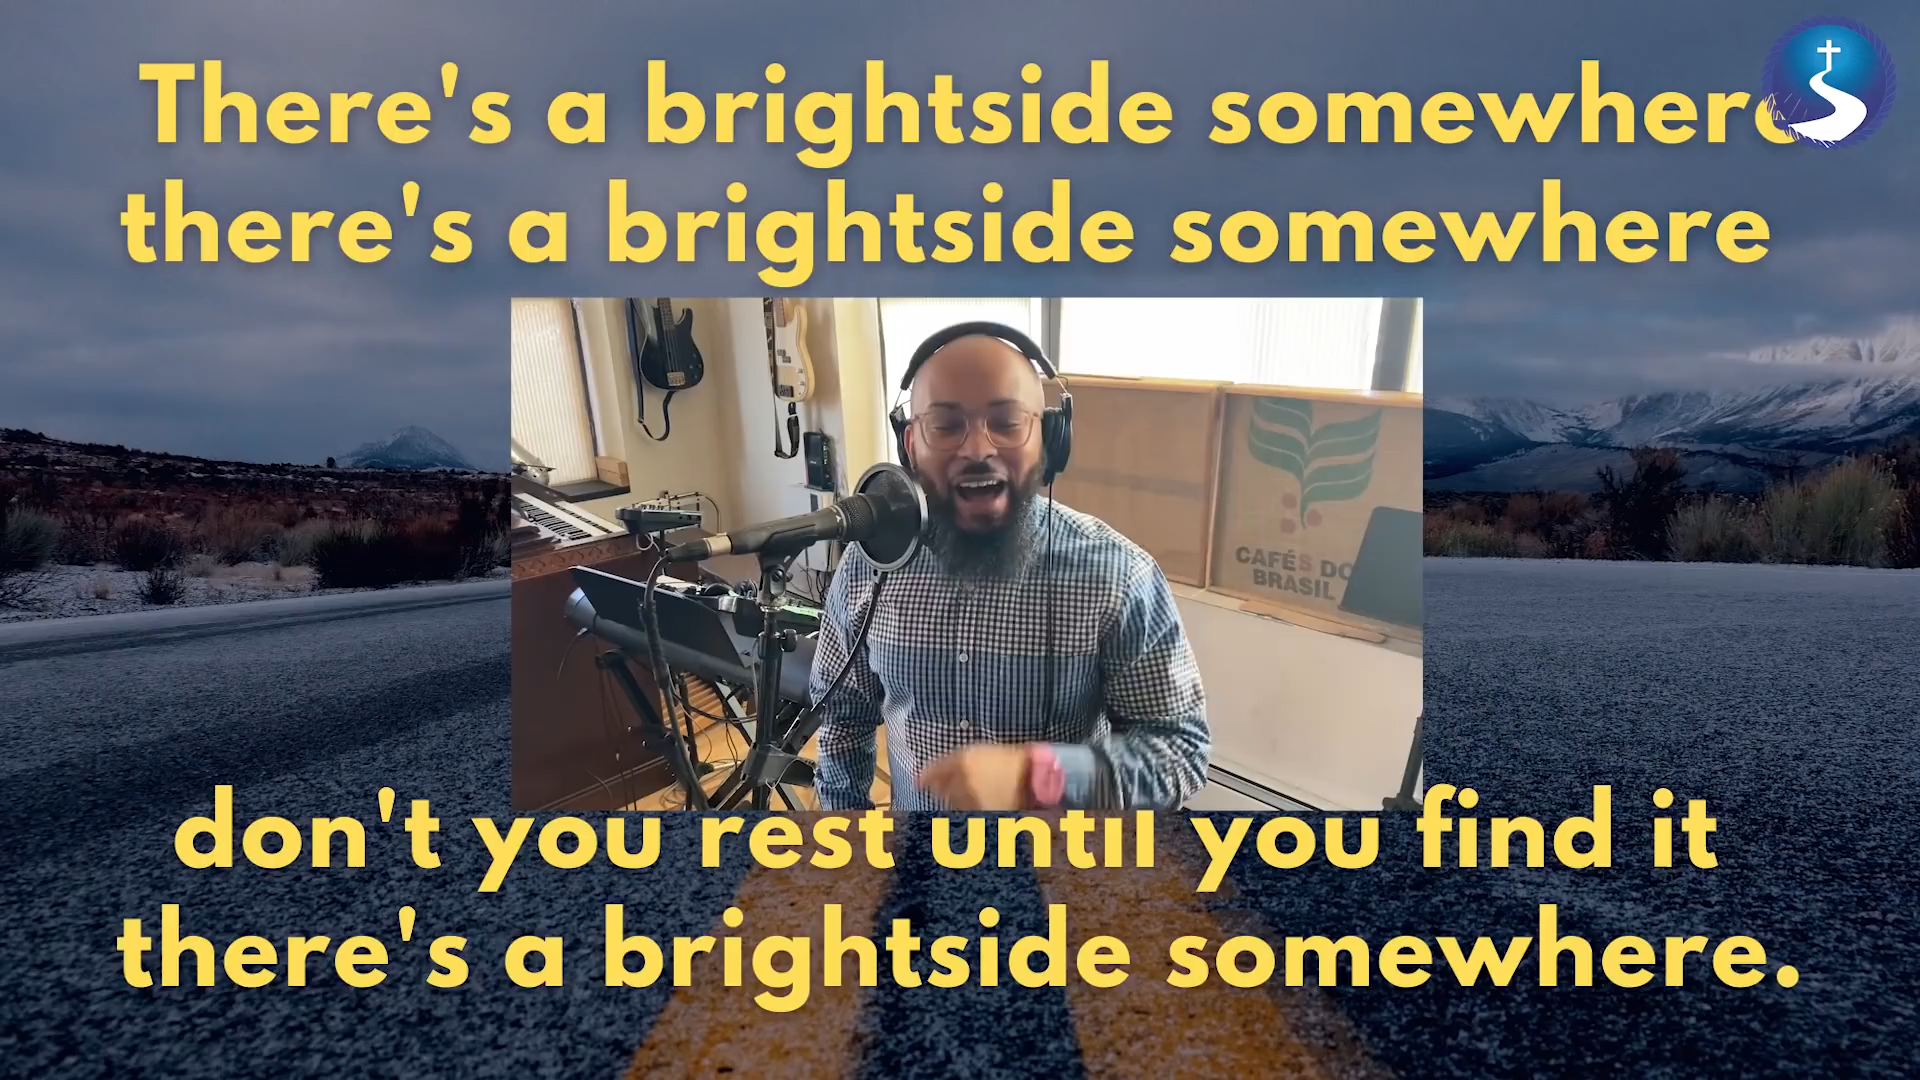 There's a brightside somewhere
there's a brightside somewhere
CAFÉS DO
BRASIL
don't you rest until you find it
there's a brightside somewhere.